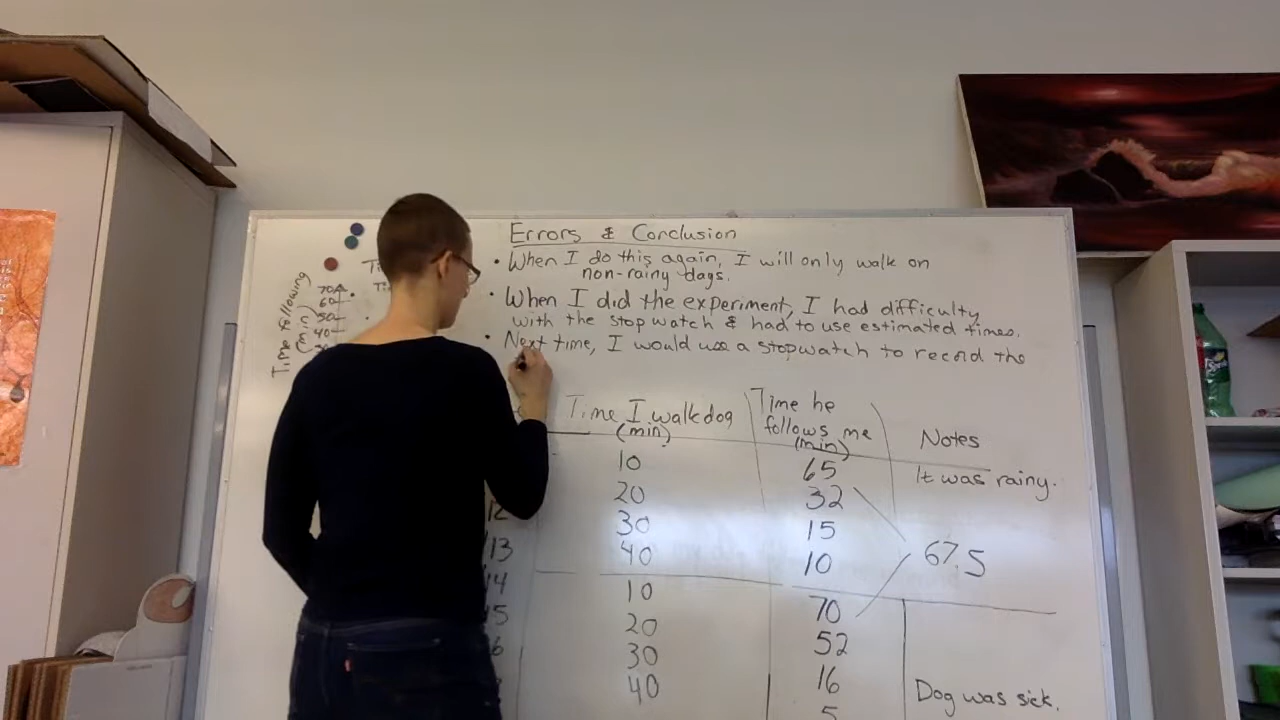 Errors & Conclusion
• When I do this again, I will only walk on
non-rainy days.
• When I did the experiment, I had difficulty
with the stop watch & had to use estimated times.
• Next time, I would use a stopwatch to record the
Time following
(min)
70
60
50
40
Time I walk dog
(min)
Time he
follows me
(min)
Notes
10 65 It was rainy.
20 32
30 15
40 10
67.5
10 70
20 52
30 16
40 5
Dog was sick.
12
13
14
15